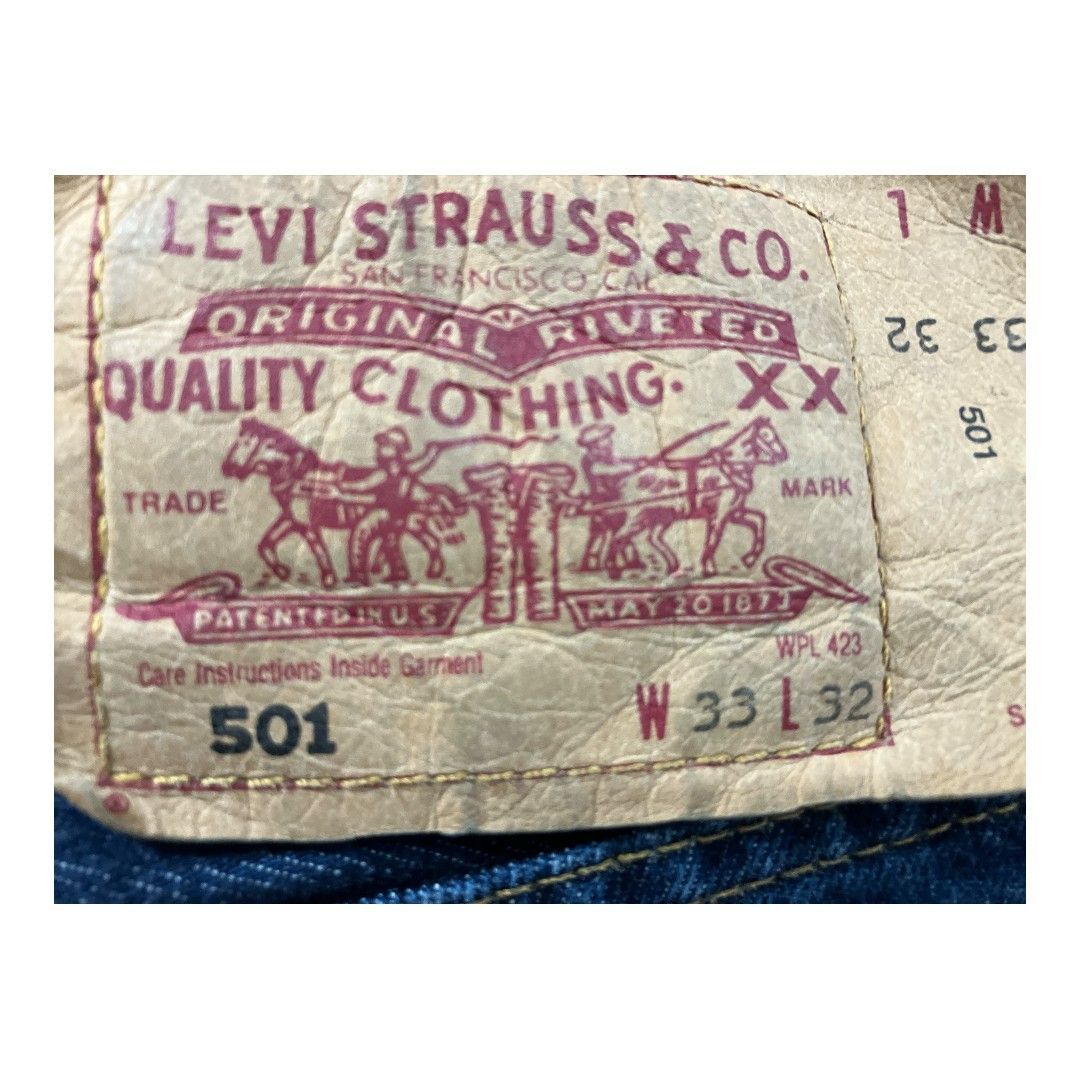 LEVI STRAUSS & CO.
SAN FRANCISCO, CAL
ORIGINAL RIVETED
QUALITY CLOTHING. XX
TRADE MARK
PATENTED IN U.S.
MAY 20 1873
WPL 423
Care Instructions Inside Garment
501 W 33 L 32
®
L W
32 33
501
S